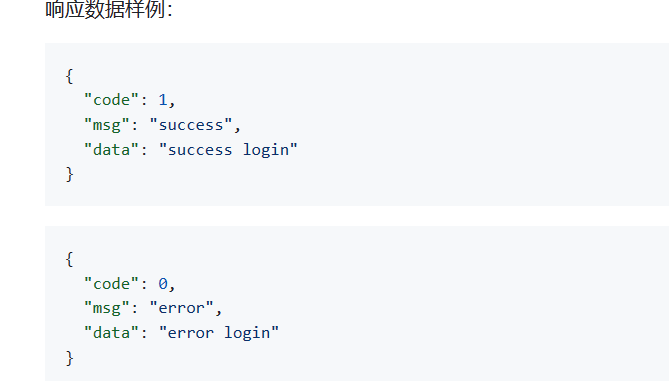 响应数据样例：
{
  "code": 1,
  "msg": "success",
  "data": "success login"
}
{
  "code": 0,
  "msg": "error",
  "data": "error login"
}